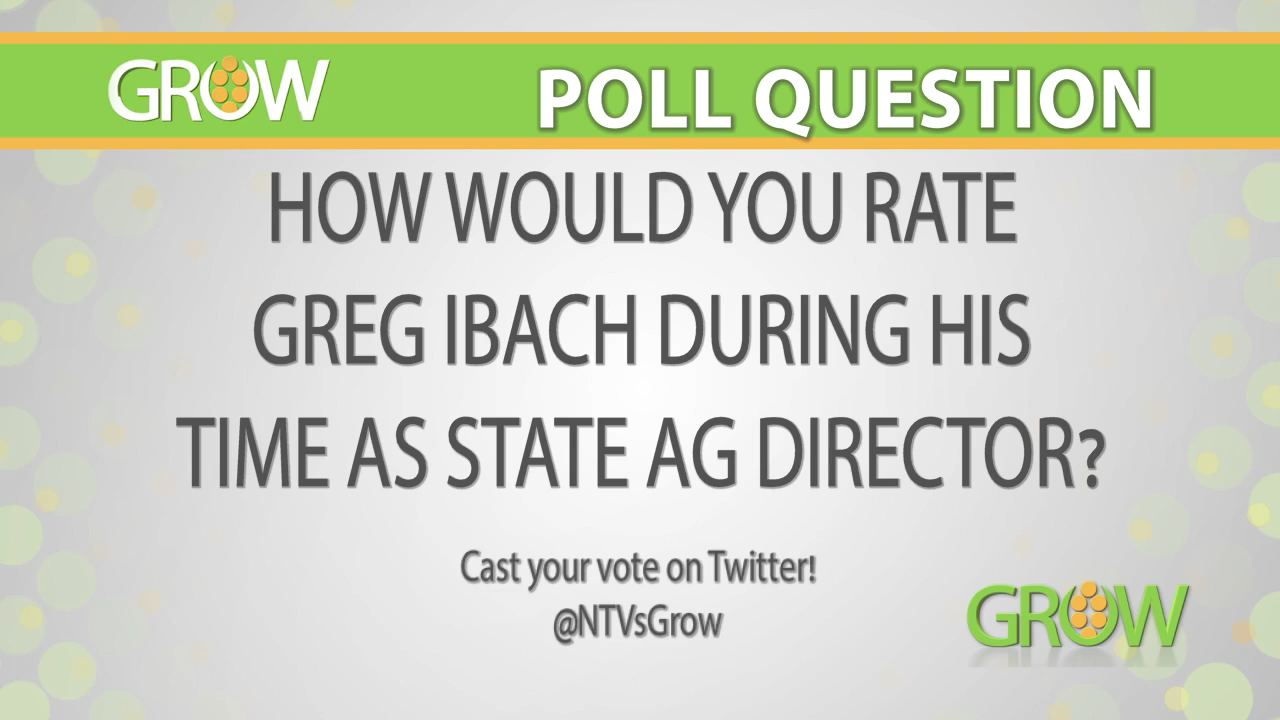 GROW
POLL QUESTION
HOW WOULD YOU RATE
GREG IBACH DURING HIS
TIME AS STATE AG DIRECTOR?
Cast your vote on Twitter!
@NTVsGrow
GROW